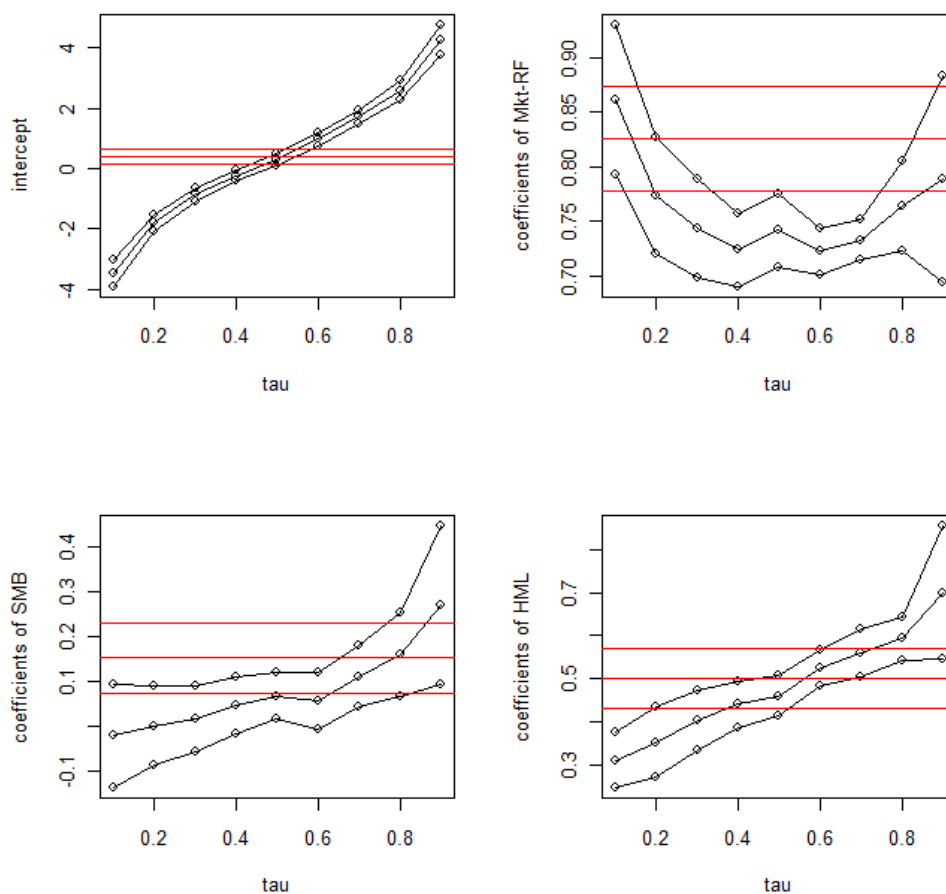 intercept
4
2
0
-2
-4
0.2 0.4 0.6 0.8
tau
coefficients of Mkt-RF
0.90
0.85
0.80
0.75
0.70
0.2 0.4 0.6 0.8
tau
coefficients of SMB
0.4
0.3
0.2
0.1
-0.1
0.2 0.4 0.6 0.8
tau
coefficients of HML
0.7
0.5
0.3
0.2 0.4 0.6 0.8
tau